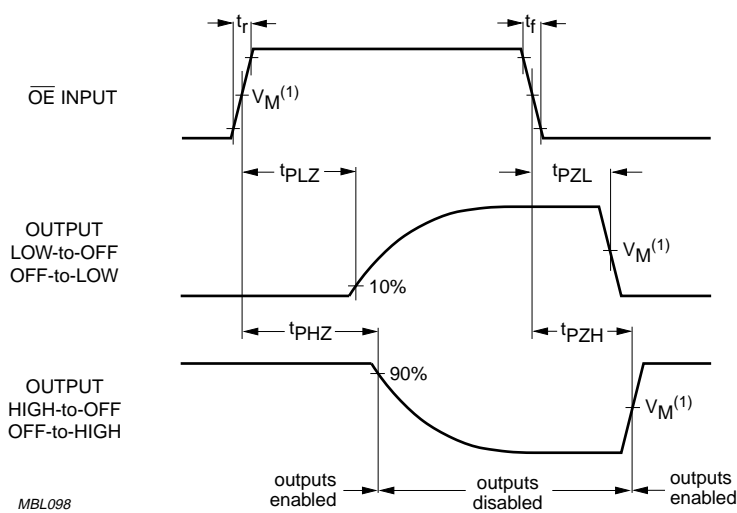 tr
tf
OE INPUT
VM(1)
tPLZ
tPZL
OUTPUT
LOW-to-OFF
OFF-to-LOW
VM(1)
10%
tPHZ
tPZH
OUTPUT
HIGH-to-OFF
OFF-to-HIGH
90%
VM(1)
outputs
enabled
outputs
disabled
outputs
enabled
MBL098